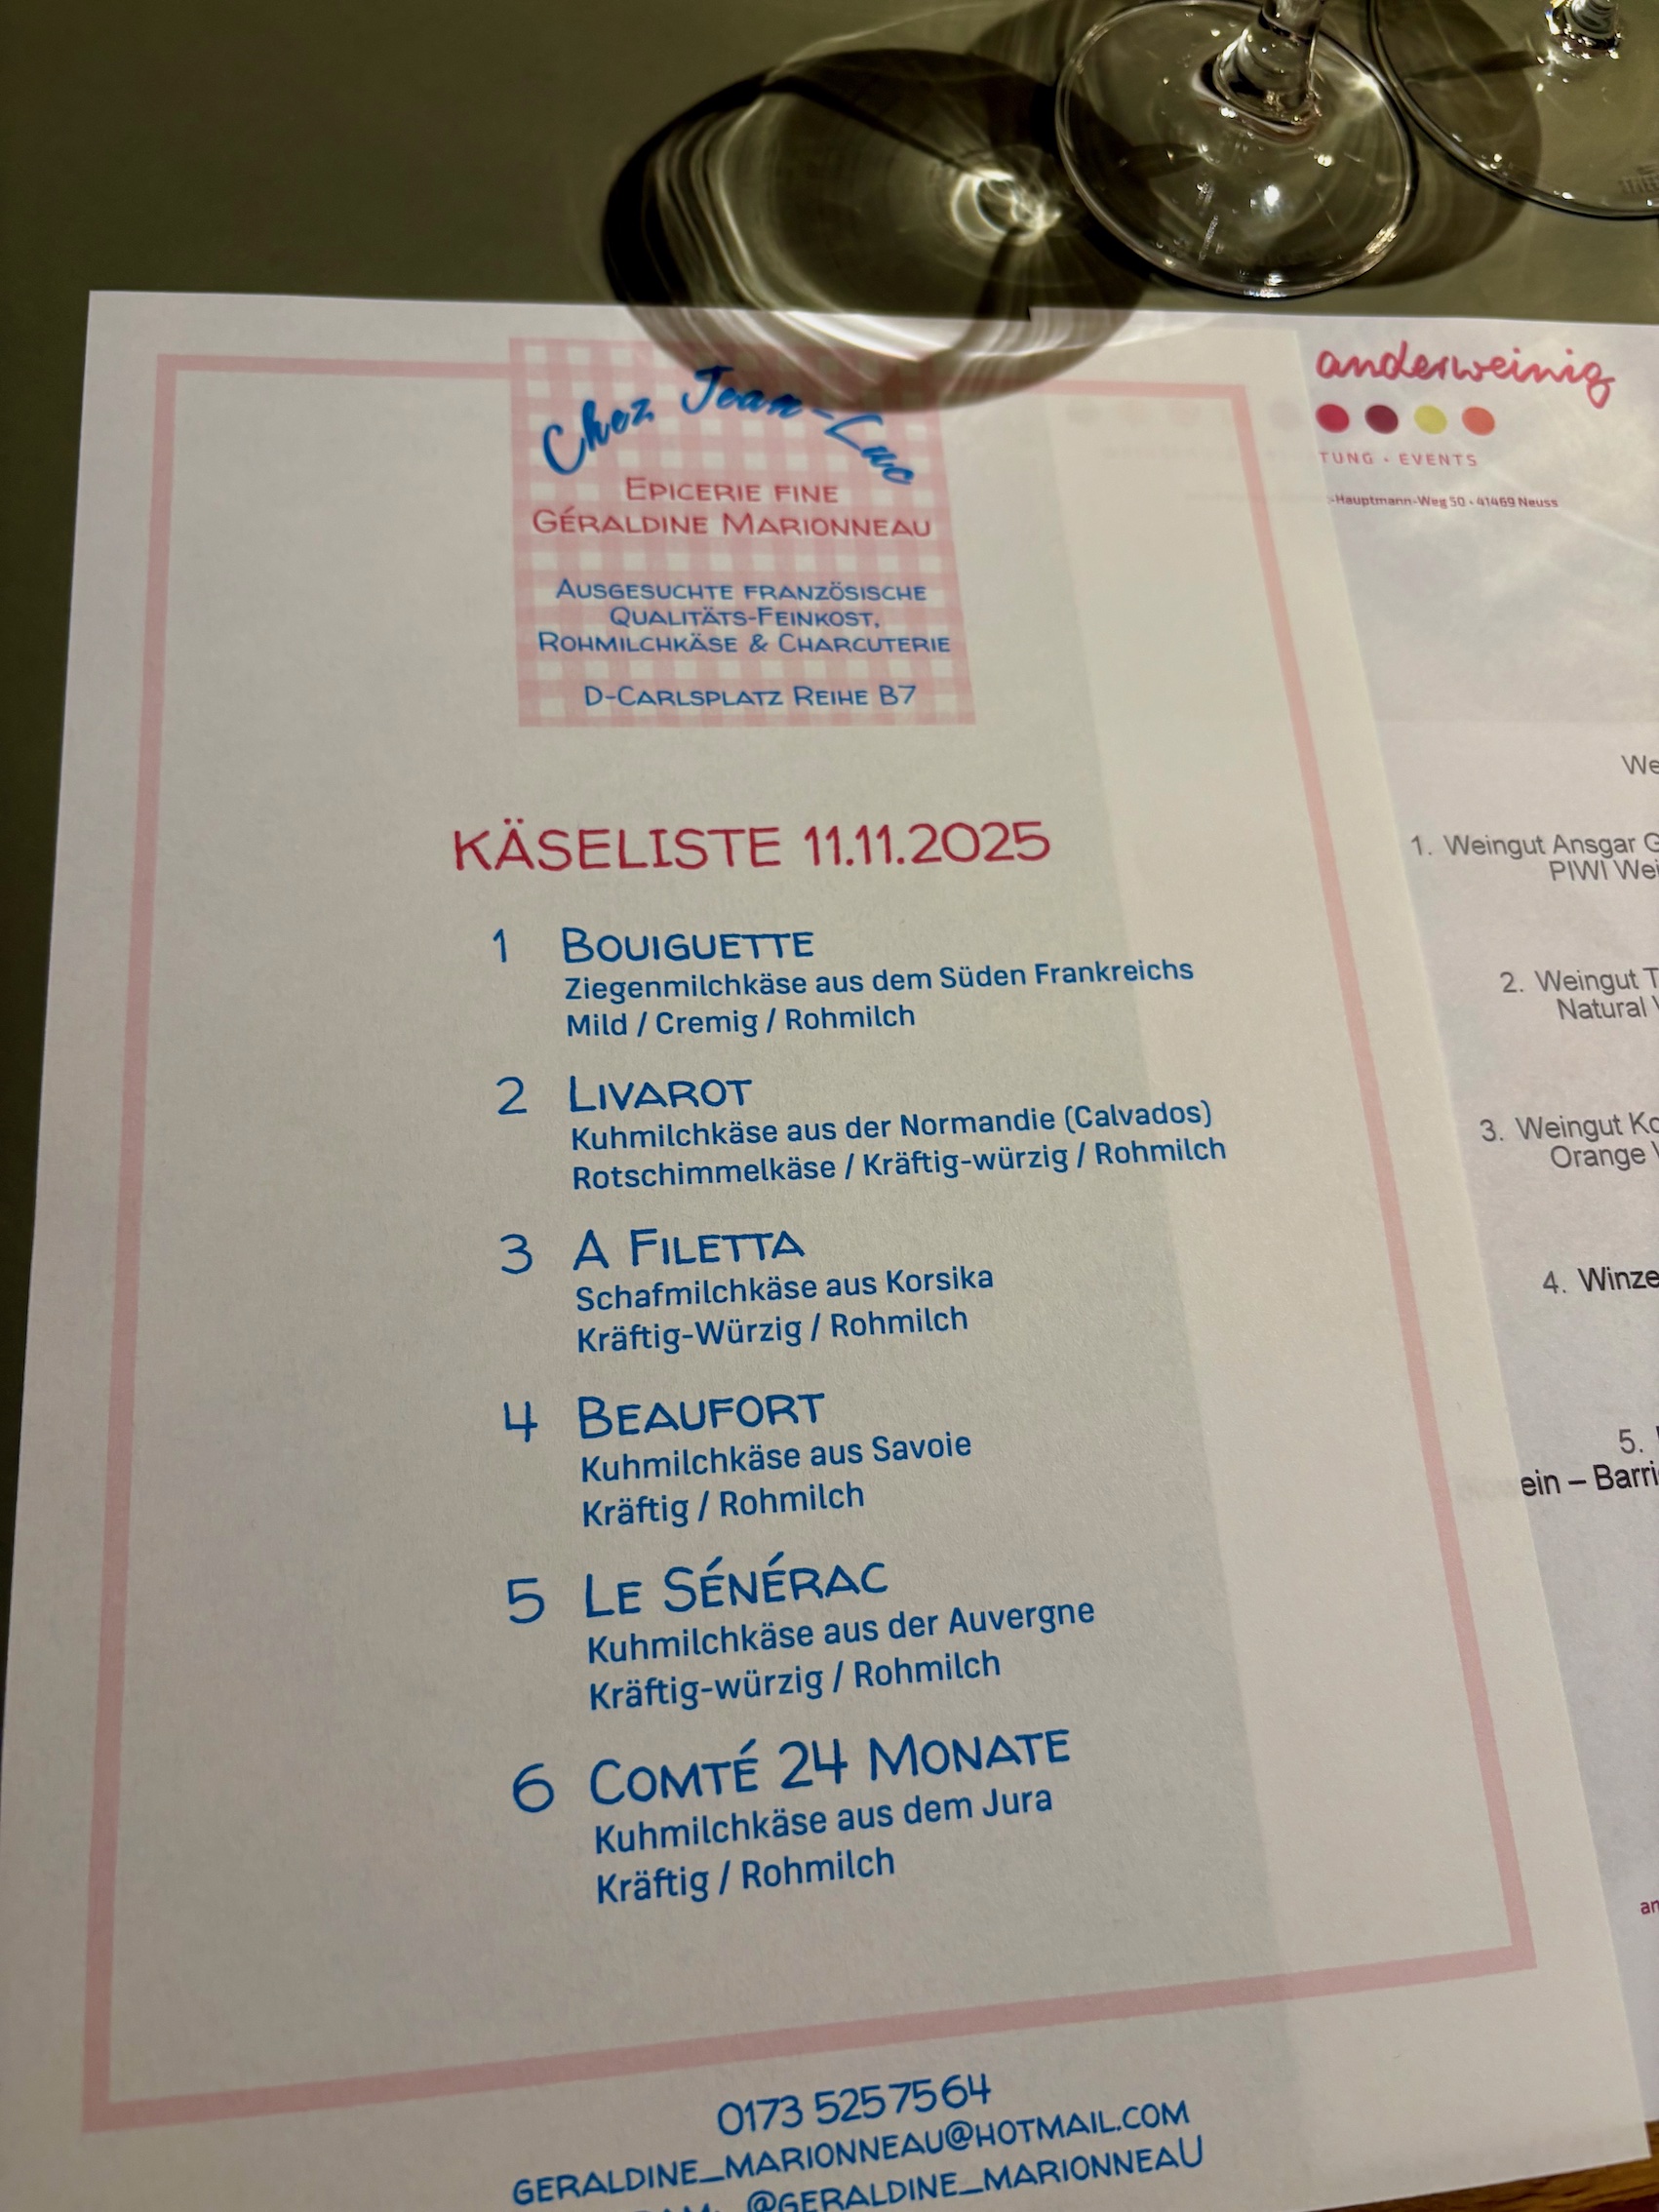 Chez Jean-Luc
EPICERIE FINE
GÉRALDINE MARIONNEAU
AUSGESUCHTE FRANZÖSISCHE
QUALITÄTS-FEINKOST,
ROHMILCHKÄSE & CHARCUTERIE
D-CARLSPLATZ REIHE B7
KÄSELISTE 11.11.2025
1 BOUIGUETTE
Ziegenmilchkäse aus dem Süden Frankreichs
Mild / Cremig / Rohmilch
2 LIVAROT
Kuhmilchkäse aus der Normandie (Calvados)
Rotschimmelkäse / Kräftig-würzig / Rohmilch
3 A FILETTA
Schafmilchkäse aus Korsika
Kräftig-Würzig / Rohmilch
4 BEAUFORT
Kuhmilchkäse aus Savoie
Kräftig / Rohmilch
5 LE SÉNÉRAC
Kuhmilchkäse aus der Auvergne
Kräftig-würzig / Rohmilch
6 COMTÉ 24 MONATE
Kuhmilchkäse aus dem Jura
Kräftig / Rohmilch
0173 5257564
GERALDINE_MARIONNEAU@HOTMAIL.COM
@GERALDINE_MARIONNEAU
anderweinig
TUNG • EVENTS
-Hauptmann-Weg 50 • 41469 Neuss
We
1. Weingut Ansgar
PIWI Wei
2. Weingut T
Natural
3. Weingut Ko
Orange
4. Winze
5.
ein – Barri